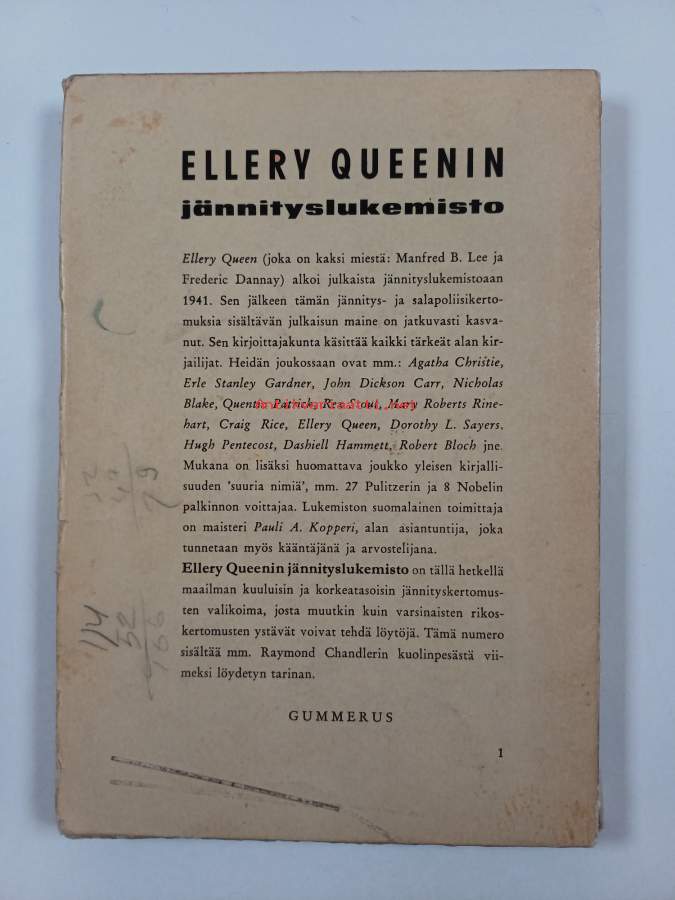 ELLERY QUEENIN
jännityslukemisto
Ellery Queen (joka on kaksi miestä: Manfred B. Lee ja
Frederic Dannay) alkoi julkaista jännityslukemistoaan
1941. Sen jälkeen tämän jännitys- ja salapoliisikerto-
muksia sisältävän julkaisun maine on jatkuvasti kasva-
nut. Sen kirjoittajakunta käsittää kaikki tärkeät alan kir-
jailijat. Heidän joukossaan ovat mm.: Agatha Christie,
Erle Stanley Gardner, John Dickson Carr, Nicholas
Blake, Quentin Patrick, Rex Stout, Mary Roberts Rine-
hart, Craig Rice, Ellery Queen, Dorothy L. Sayers,
Hugh Pentecost, Dashiell Hammett, Robert Bloch jne.
Mukana on lisäksi huomattava joukko yleisen kirjalli-
suuden 'suuria nimiä', mm. 27 Pulitzerin ja 8 Nobelin
palkinnon voittajaa. Lukemiston suomalainen toimittaja
on maisteri Pauli A. Kopperi, alan asiantuntija, joka
tunnetaan myös kääntäjänä ja arvostelijana.
Ellery Queenin jännityslukemisto on tällä hetkellä
maailman kuuluisin ja korkeatasoisin jännityskertomus-
ten valikoima, josta muutkin kuin varsinaisten rikos-
kertomusten ystävät voivat tehdä löytöjä. Tämä numero
sisältää mm. Raymond Chandlerin kuolinpesästä vii-
meksi löydetyn tarinan.
GUMMERUS
1